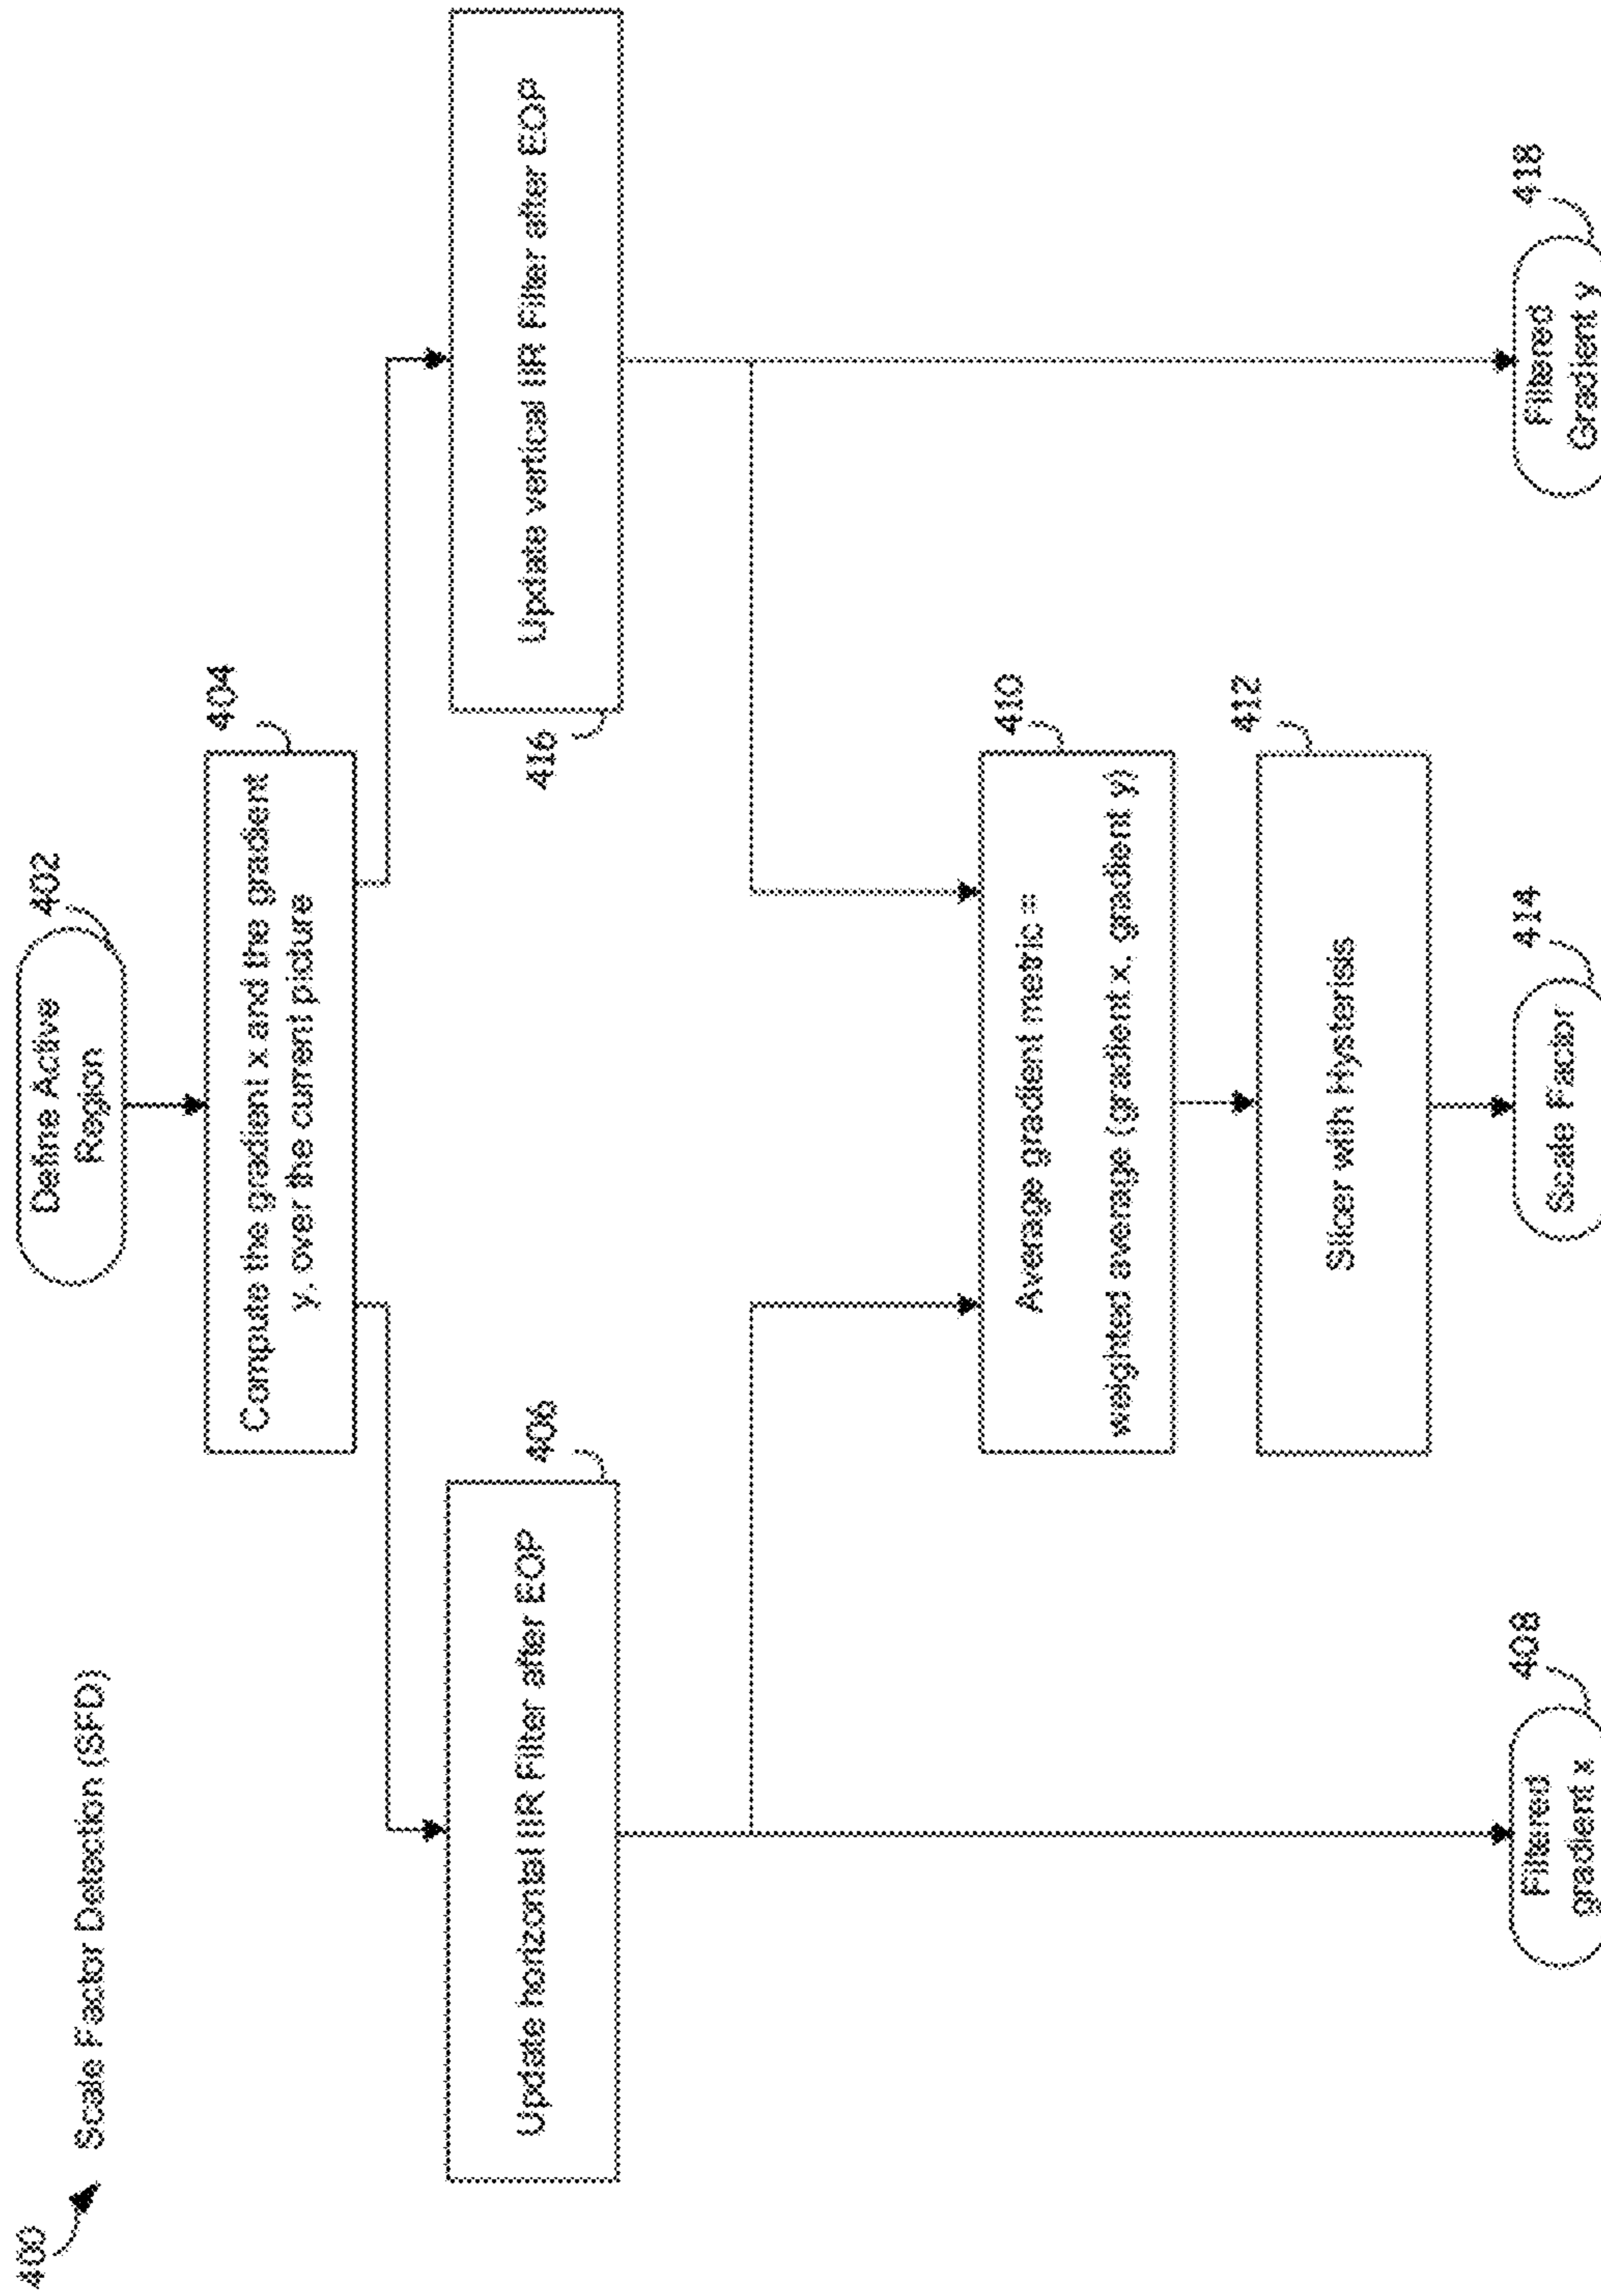 400
Scale Factor Detection (SFD)
Define Active
Region
402
Compute the gradient x and the gradient
y, over the current picture
404
Update horizontal IIR Filter after EOP
406
416
Update vertical IIR Filter after EOP
Average gradient metric =
weighted average (gradient x, gradient y)
410
Slicer with Hysterisis
412
Filtered
gradient x
408
Scale Factor
414
Filtered
Gradient y
418